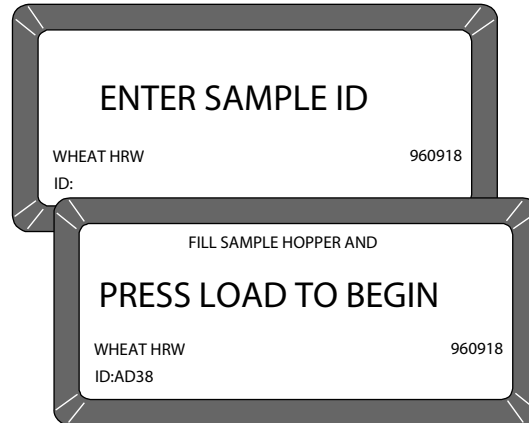 ENTER SAMPLE ID
WHEAT HRW 960918
ID:
FILL SAMPLE HOPPER AND
PRESS LOAD TO BEGIN
WHEAT HRW 960918
ID:AD38